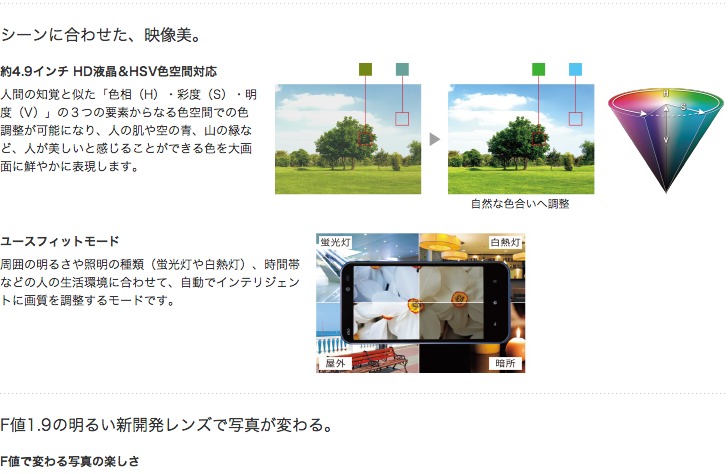 シーンに合わせた、映像美。
約4.9インチ HD液晶&HSV色空間対応
人間の知覚と似た「色相（H）・彩度（S）・明
度（V）」の３つの要素からなる色空間での色
調整が可能になり、人の肌や空の青、山の緑な
ど、人が美しいと感じることができる色を大画
面に鮮やかに表現します。
自然な色合いへ調整
H
S
V
ユースフィットモード
周囲の明るさや照明の種類（蛍光灯や白熱灯）、時間帯
などの人の生活環境に合わせて、自動でインテリジェン
トに画質を調整するモードです。
蛍光灯
白熱灯
屋外
暗所
F値1.9の明るい新開発レンズで写真が変わる。
F値で変わる写真の楽しさ